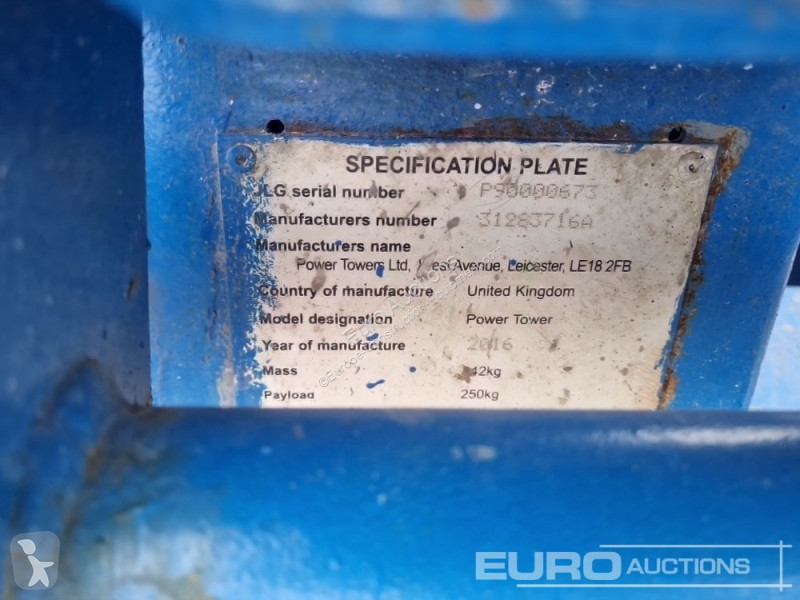 SPECIFICATION PLATE
JLG serial number P90000673
Manufacturers number 31283716A
Manufacturers name
Power Towers Ltd, Avenue, Leicester, LE18 2FB
Country of manufacture United Kingdom
Model designation Power Tower
Year of manufacture 2016
Mass
Payload 250kg
EURO AUCTIONS